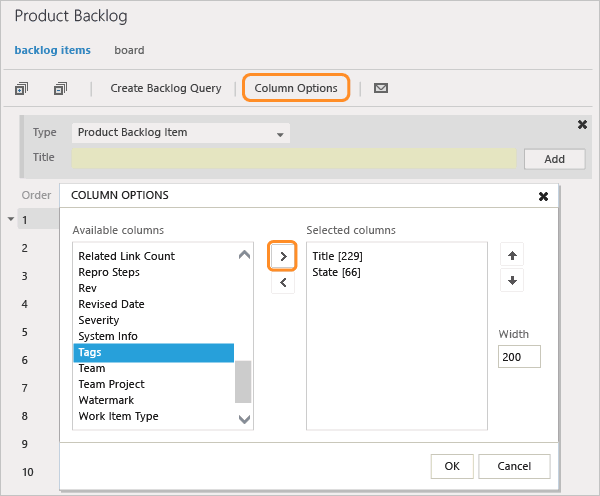 Product Backlog
backlog items board
Create Backlog Query Column Options
Type Product Backlog Item
Title Add
Order
COLUMN OPTIONS
Available columns Selected columns
Related Link Count
Repro Steps
Rev
Revised Date
Severity
System Info
Tags
Team
Team Project
Watermark
Work Item Type
Title [229]
State [66]
Width
200
OK Cancel
1
2
3
4
5
6
7
8
9
10